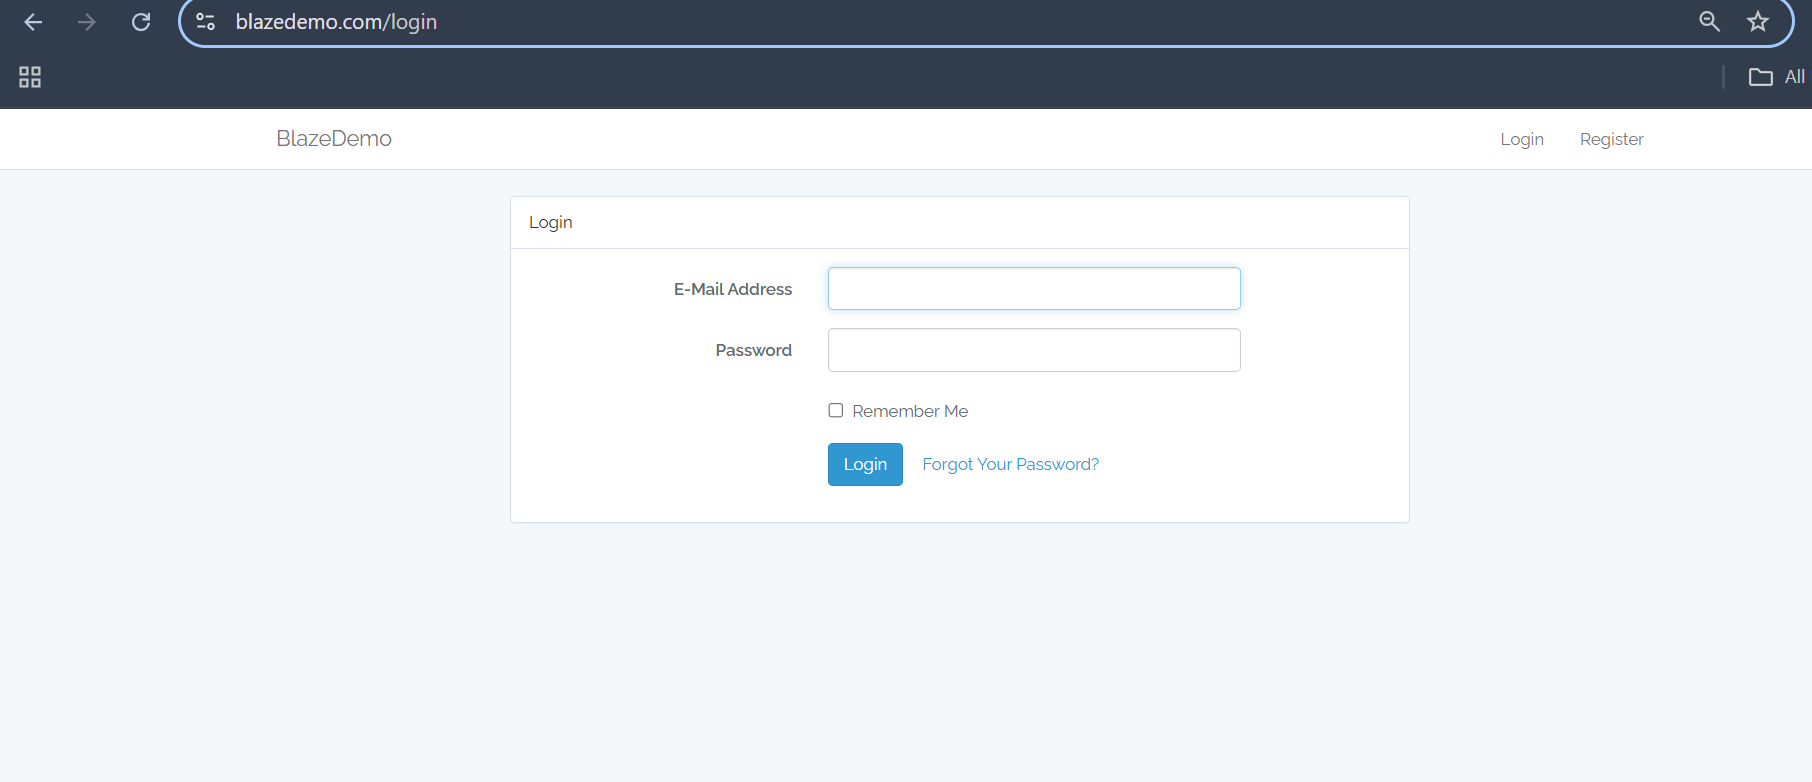 blazedemo.com/login
All
BlazeDemo
Login
Register
Login
E-Mail Address
Password
Remember Me
Login
Forgot Your Password?